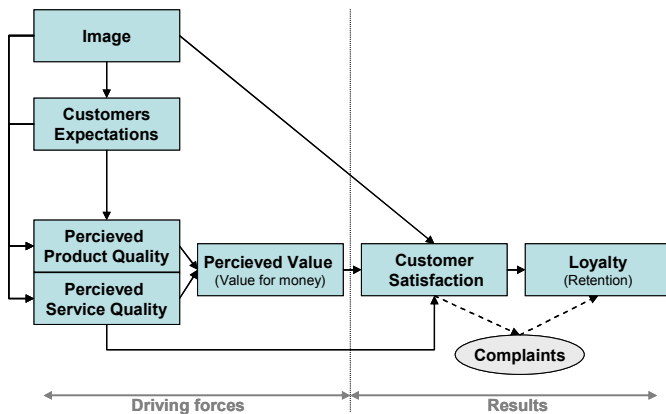 Image
Customers
Expectations
Percieved
Product Quality
Percieved
Service Quality
Percieved Value
(Value for money)
Customer
Satisfaction
Loyalty
(Retention)
Complaints
Driving forces
Results